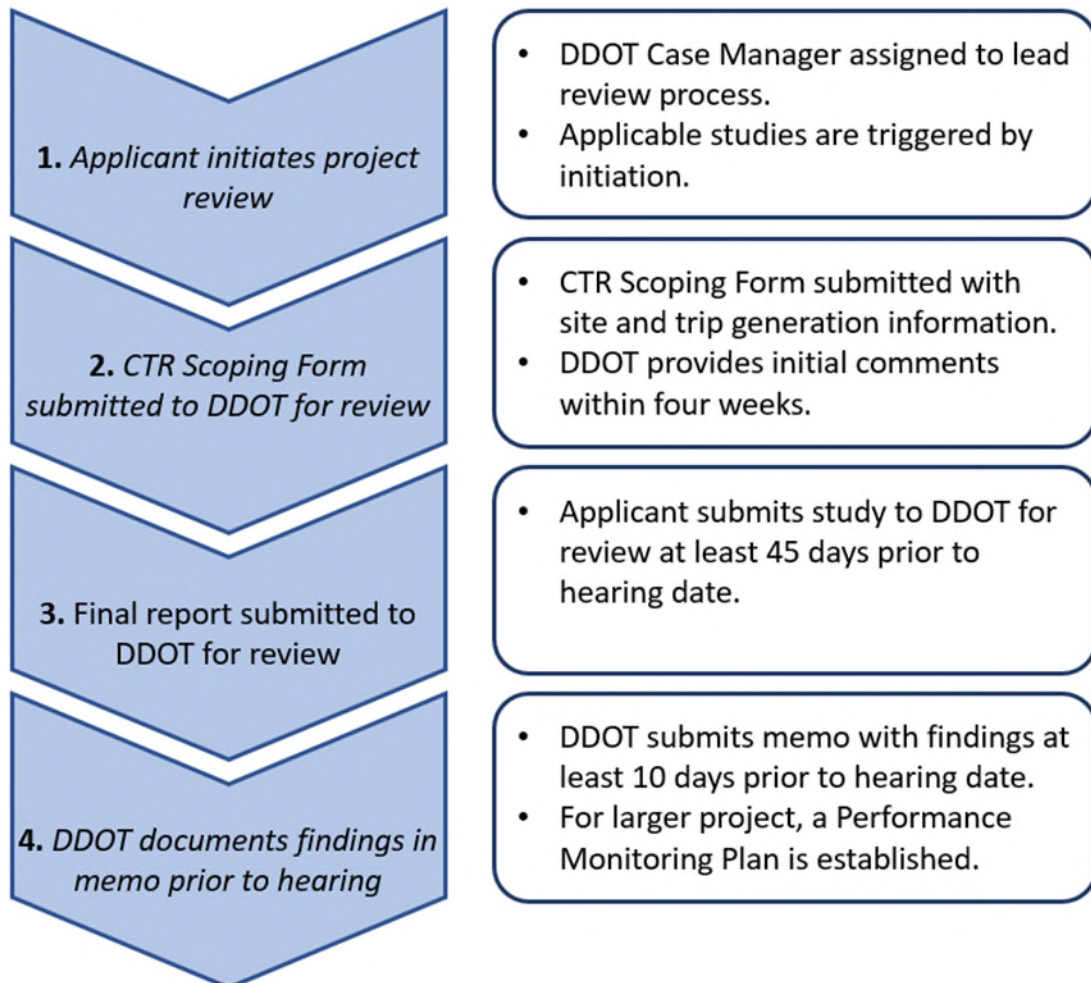 1. Applicant initiates project
review
• DDOT Case Manager assigned to lead
review process.
• Applicable studies are triggered by
initiation.
2. CTR Scoping Form
submitted to DDOT for review
• CTR Scoping Form submitted with
site and trip generation information.
• DDOT provides initial comments
within four weeks.
3. Final report submitted to
DDOT for review
• Applicant submits study to DDOT for
review at least 45 days prior to
hearing date.
4. DDOT documents findings in
memo prior to hearing
• DDOT submits memo with findings at
least 10 days prior to hearing date.
• For larger project, a Performance
Monitoring Plan is established.